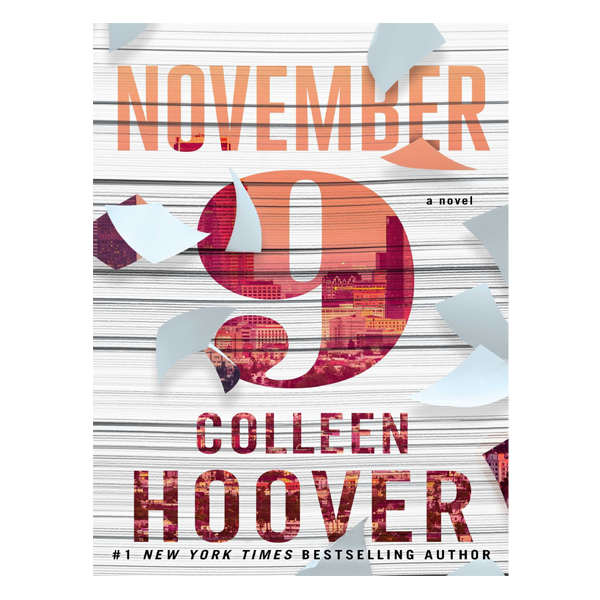 NOVEMBER
9
a novel
COLLEEN
HOOVER
#1 NEW YORK TIMES BESTSELLING AUTHOR